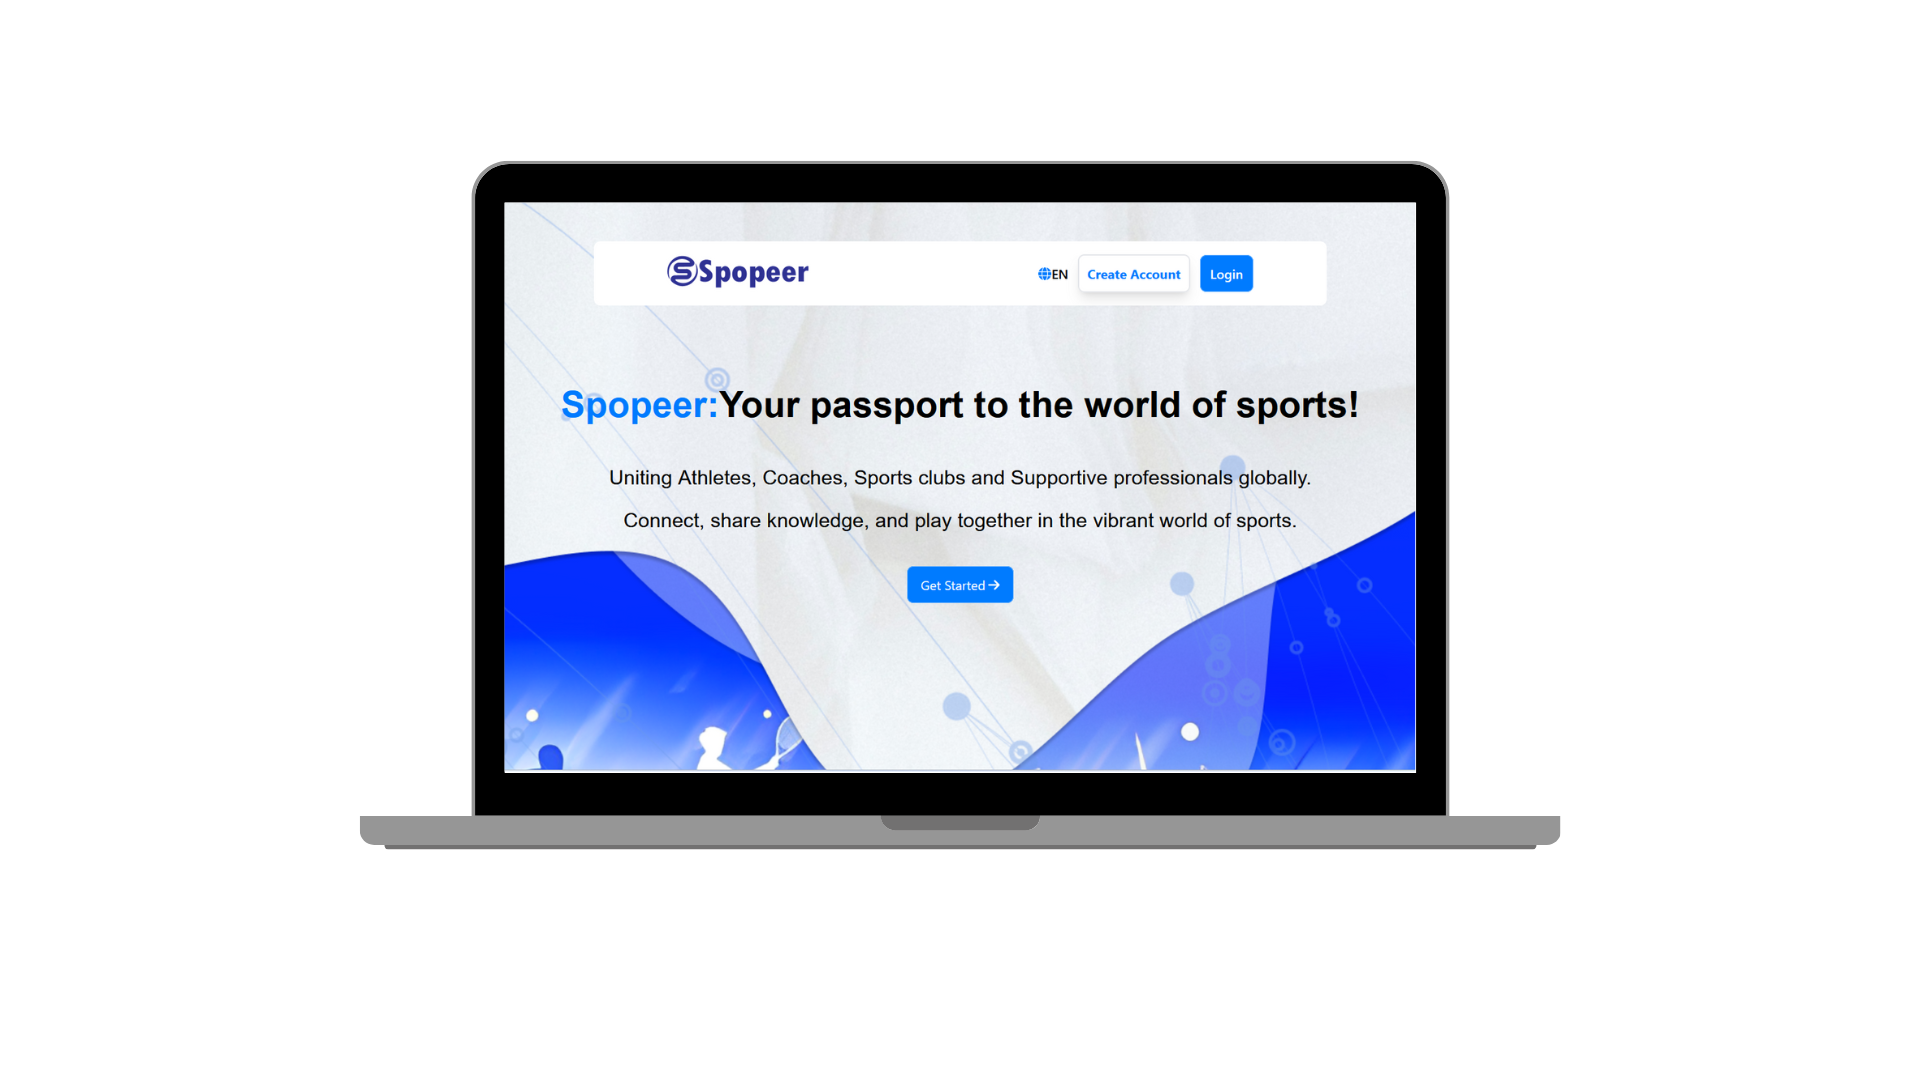 Spopeer
EN
Create Account
Login
Spopeer:Your passport to the world of sports!
Uniting Athletes, Coaches, Sports clubs and Supportive professionals globally.
Connect, share knowledge, and play together in the vibrant world of sports.
Get Started